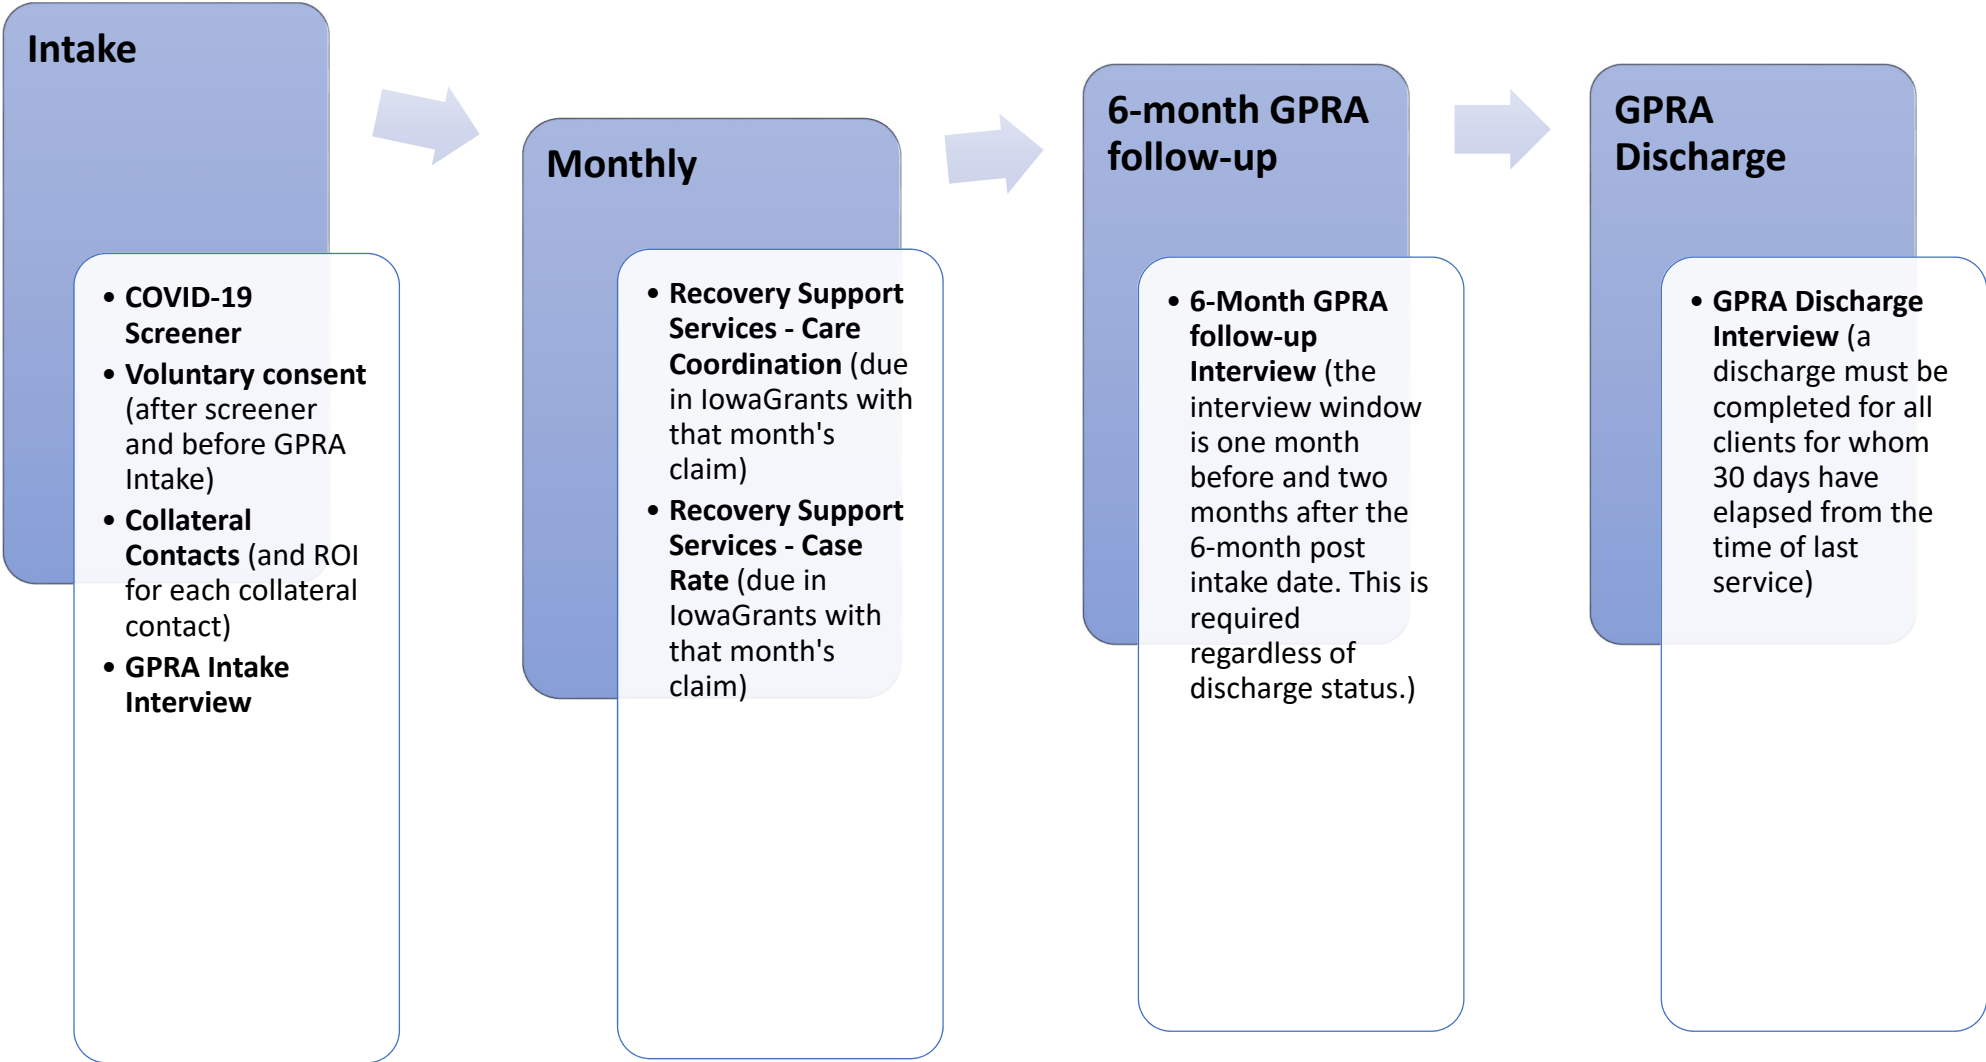 Intake
• COVID-19
Screener
• Voluntary consent
(after screener
and before GPRA
Intake)
• Collateral
Contacts (and ROI
for each collateral
contact)
• GPRA Intake
Interview
Monthly
• Recovery Support
Services - Care
Coordination (due
in IowaGrants with
that month's
claim)
• Recovery Support
Services - Case
Rate (due in
IowaGrants with
that month's
claim)
6-month GPRA
follow-up
• 6-Month GPRA
follow-up
Interview (the
interview window
is one month
before and two
months after the
6-month post
intake date. This is
required
regardless of
discharge status.)
GPRA
Discharge
• GPRA Discharge
Interview (a
discharge must be
completed for all
clients for whom
30 days have
elapsed from the
time of last
service)